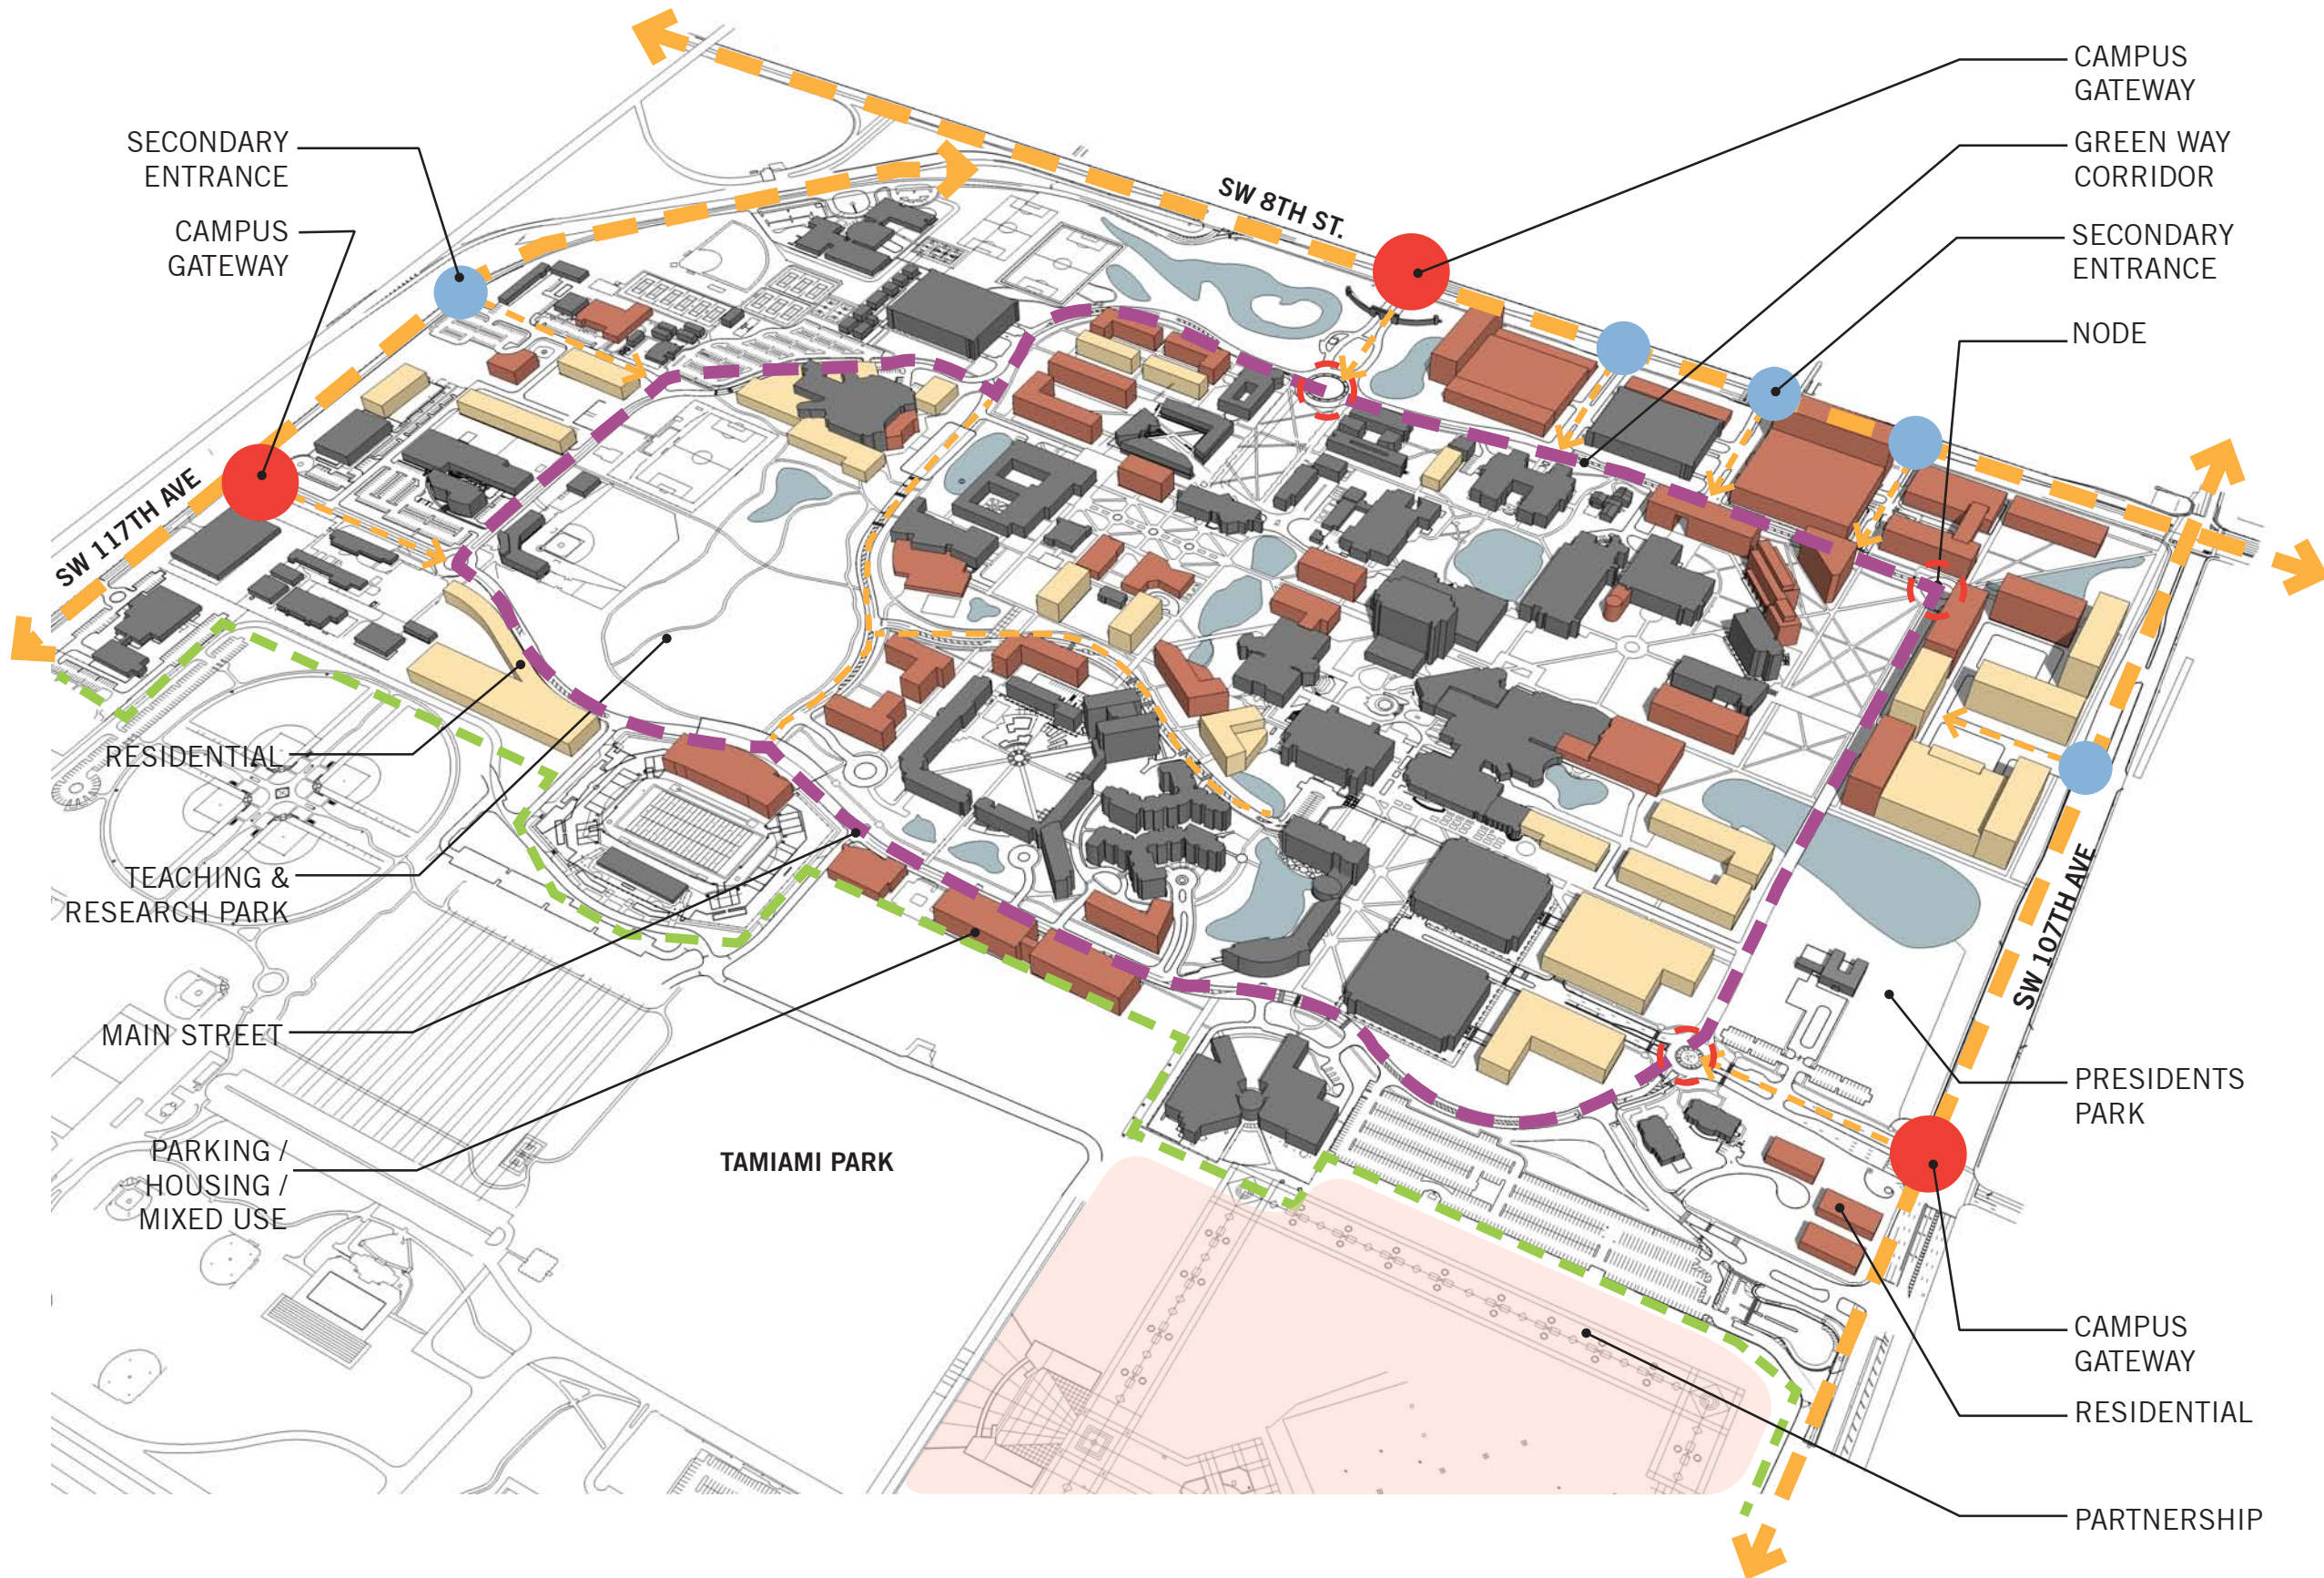 SECONDARY
ENTRANCE
CAMPUS
GATEWAY
SW 117TH AVE
RESIDENTIAL
TEACHING &
RESEARCH PARK
MAIN STREET
PARKING /
HOUSING /
MIXED USE
SW 8TH ST.
TAMIAMI PARK
CAMPUS
GATEWAY
GREEN WAY
CORRIDOR
SECONDARY
ENTRANCE
NODE
SW 107TH AVE
PRESIDENTS
PARK
CAMPUS
GATEWAY
RESIDENTIAL
PARTNERSHIP